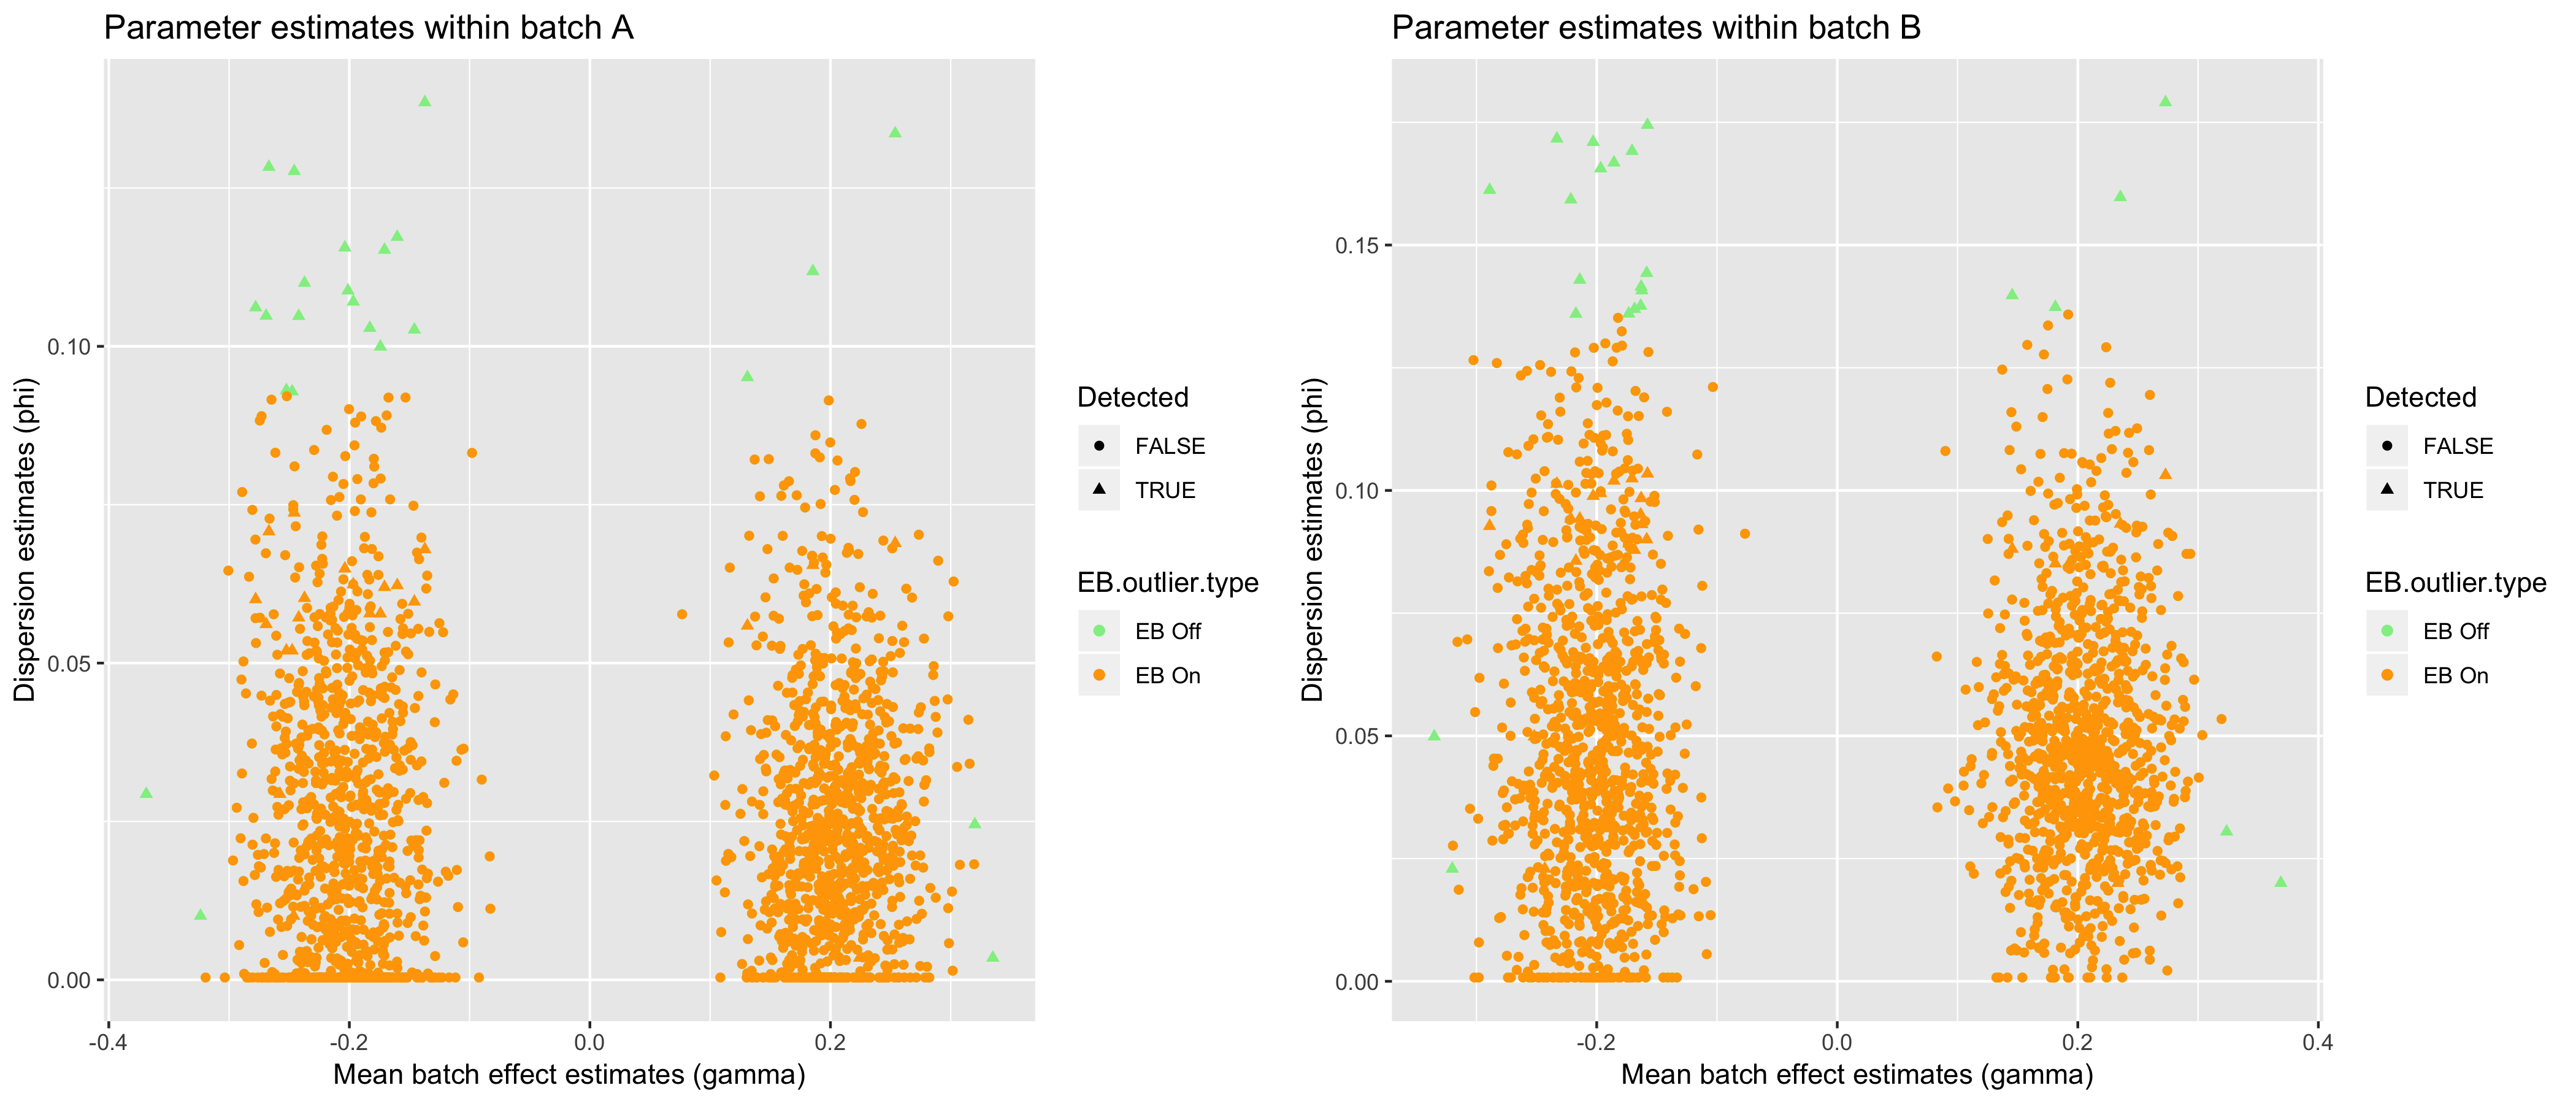 Parameter estimates within batch A
Dispersion estimates (phi)
0.10
0.05
0.00
-0.4
-0.2
0.0
0.2
Mean batch effect estimates (gamma)
Detected
FALSE
TRUE
EB.outlier.type
EB Off
EB On
Parameter estimates within batch B
Dispersion estimates (phi)
0.15
0.10
0.05
0.00
-0.2
0.0
0.2
0.4
Mean batch effect estimates (gamma)
Detected
FALSE
TRUE
EB.outlier.type
EB Off
EB On